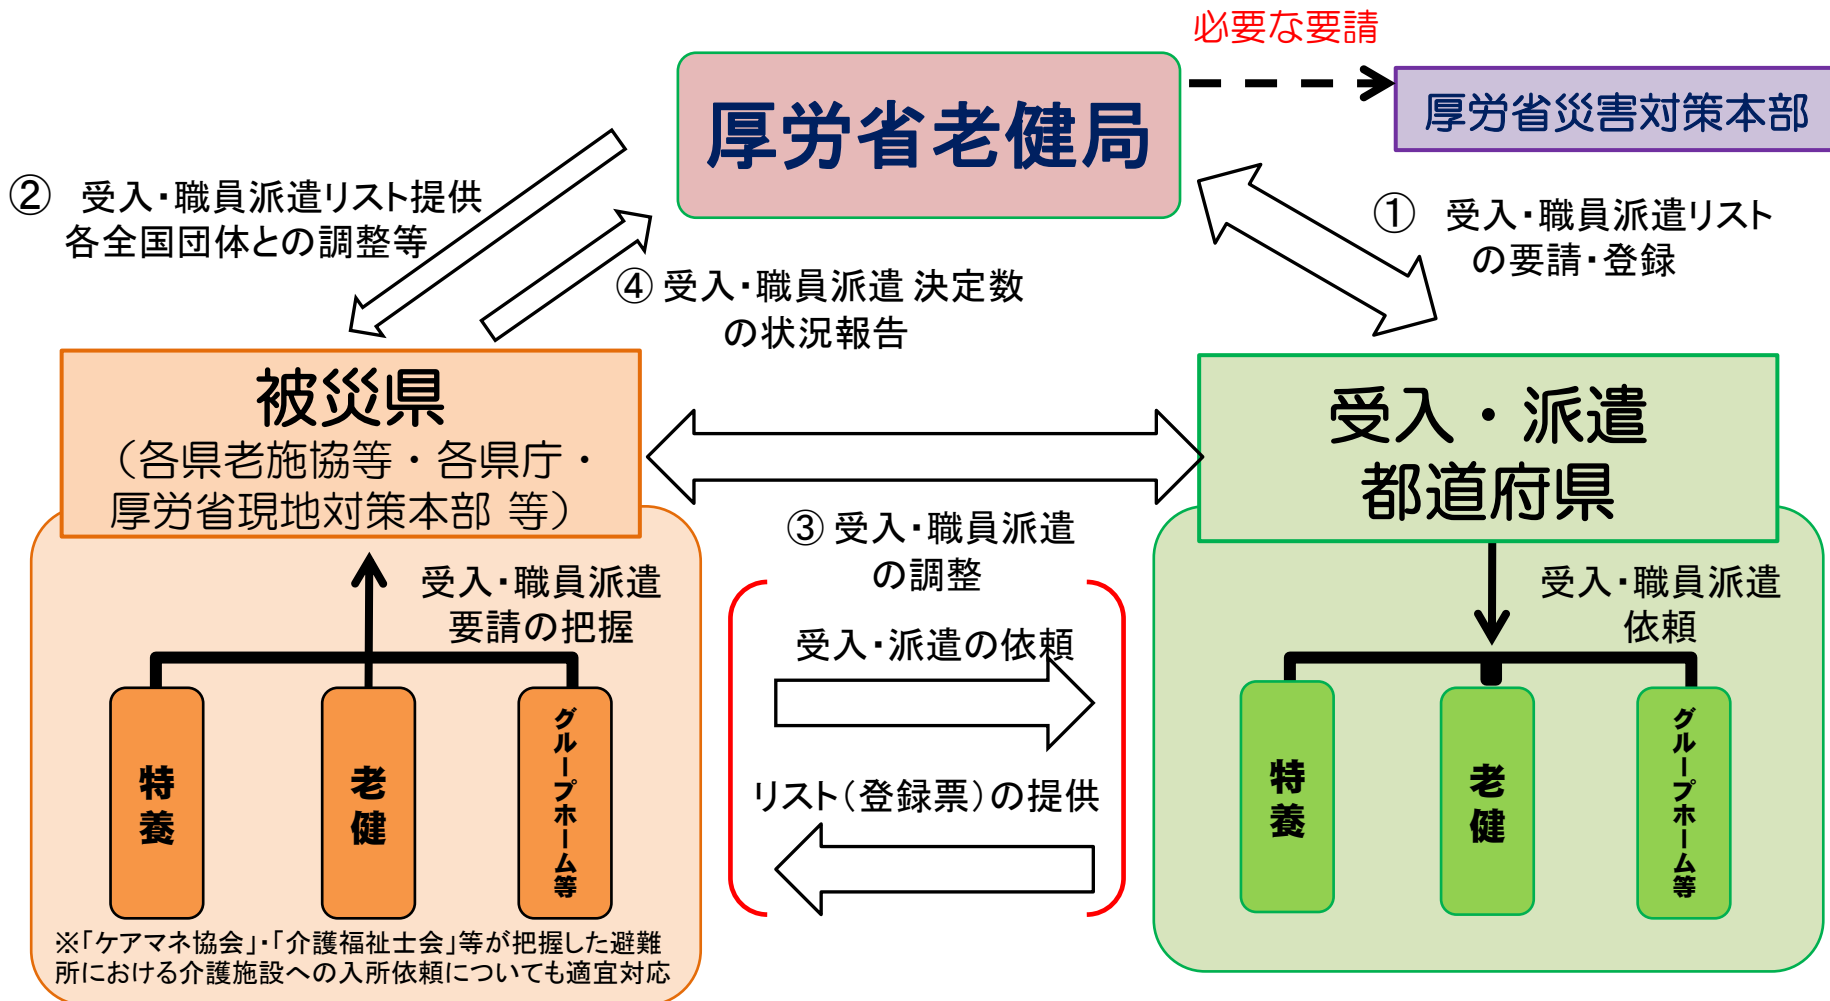 必要な要請
厚労省老健局
厚労省災害対策本部
② 受入・職員派遣リスト提供
各全国団体との調整等
① 受入・職員派遣リスト
の要請・登録
④ 受入・職員派遣 決定数
の状況報告
被災県
（各県老施協等・各県庁・
厚労省現地対策本部 等）
受入・派遣
都道府県
③ 受入・職員派遣
の調整
受入・職員派遣
要請の把握
受入・職員派遣
依頼
受入・派遣の依頼
リスト（登録票）の提供
特養
老健
グループホーム等
特養
老健
グループホーム等
※「ケアマネ協会」・「介護福祉士会」等が把握した避難
所における介護施設への入所依頼についても適宜対応